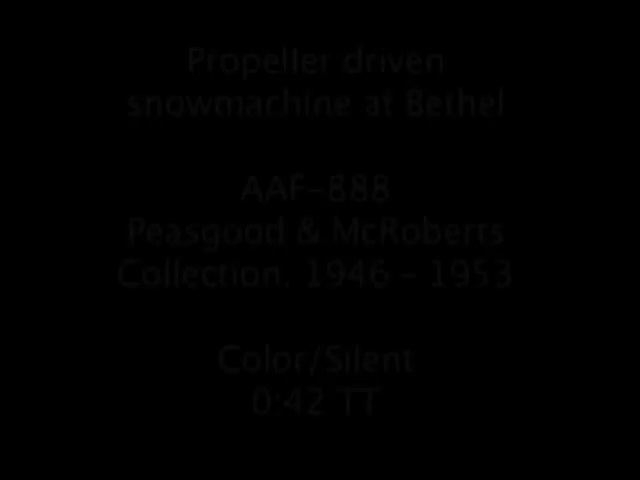 Propeller driven
snowmachine at Bethel
AAF-888
Peasgood & McRoberts
Collection, 1946 - 1953
Color/Silent
0:42 TT